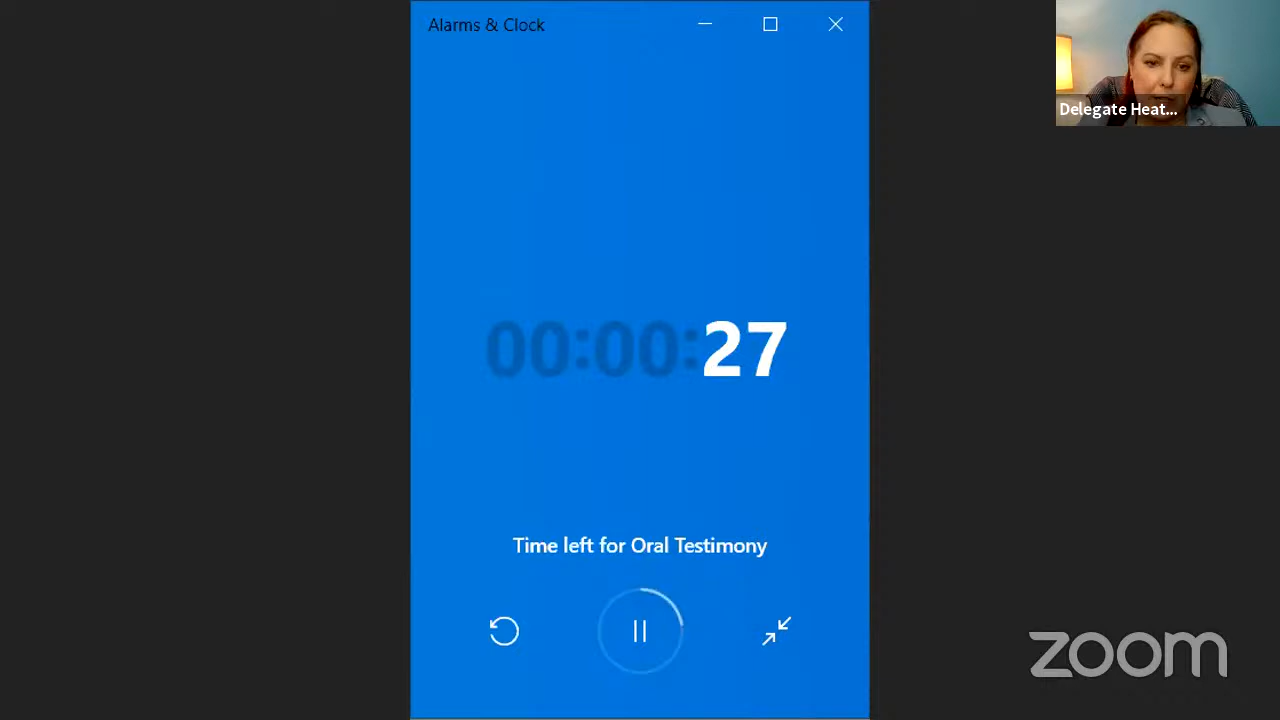 Alarms & Clock
Delegate Heat...
00:00:27
Time left for Oral Testimony
zoom